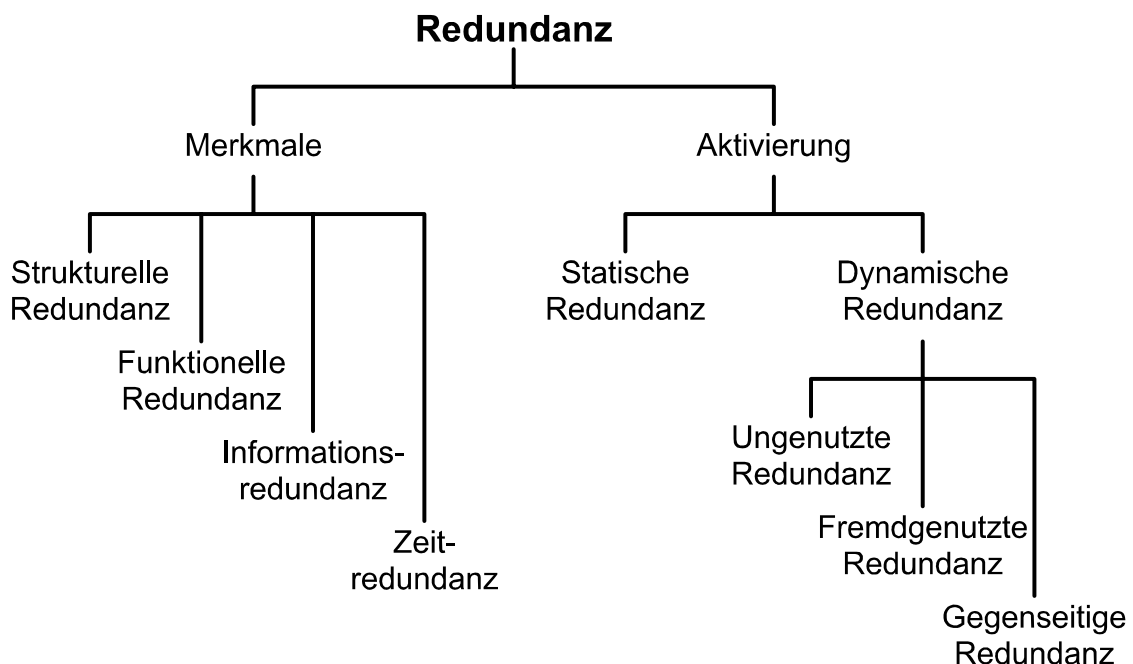 Redundanz
Merkmale
Aktivierung
Strukturelle
Redundanz
Funktionelle
Redundanz
Informations-
redundanz
Zeit-
redundanz
Statische
Redundanz
Dynamische
Redundanz
Ungenutzte
Redundanz
Fremdgenutzte
Redundanz
Gegenseitige
Redundanz